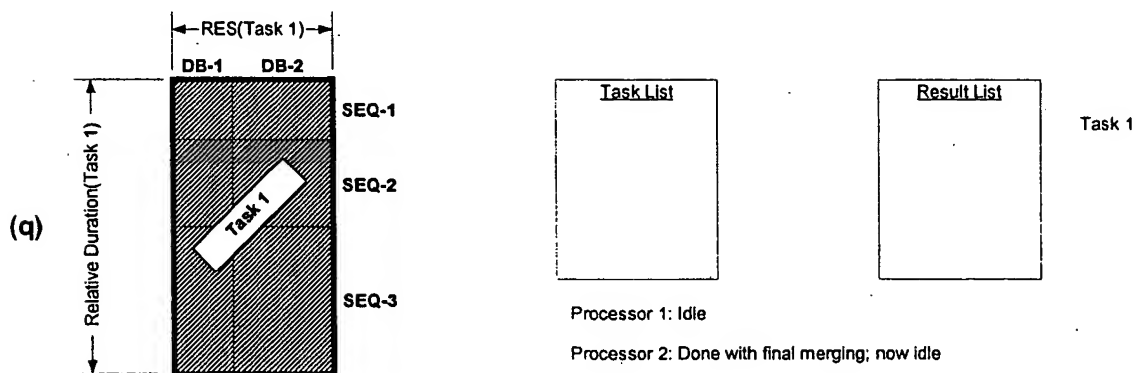 RES(Task 1)
DB-1 DB-2
SEQ-1
SEQ-2
SEQ-3
Task 1
Relative Duration(Task 1)
(q)
Task List
Result List
Task 1
Processor 1: Idle
Processor 2: Done with final merging; now idle